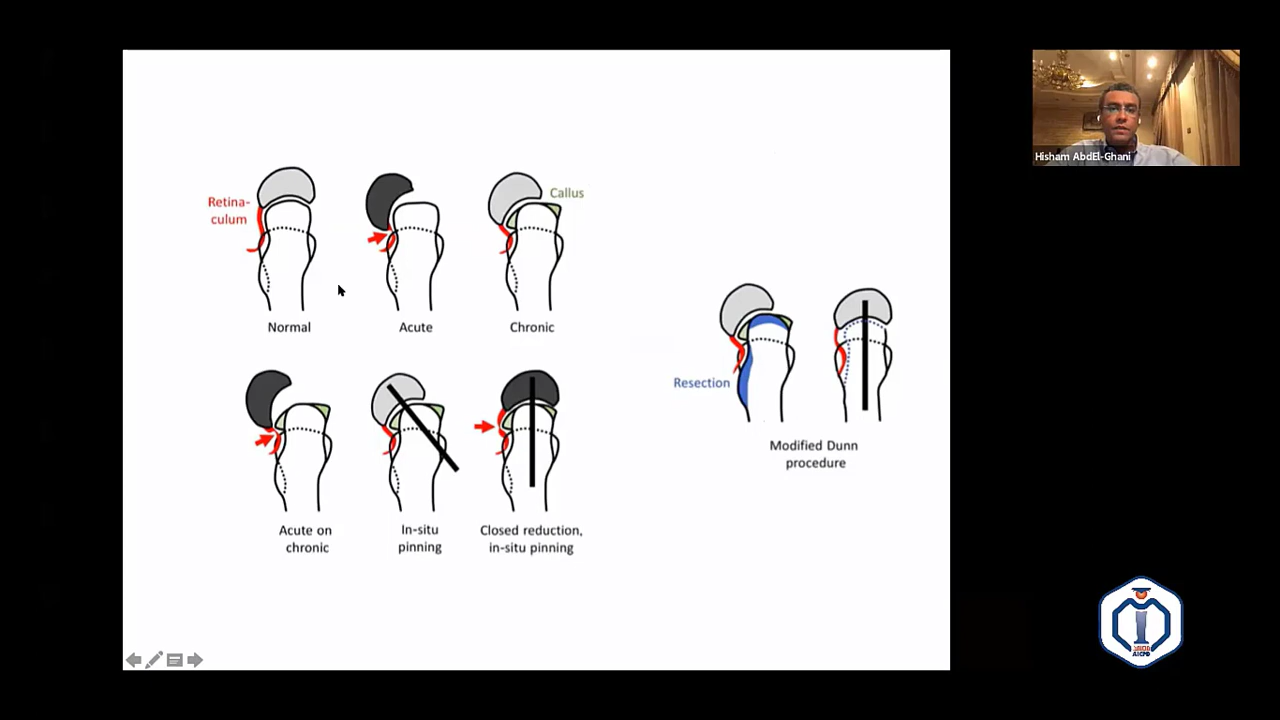 Retina-
culum
Callus
Normal
Acute
Chronic
Resection
Modified Dunn
procedure
Acute on
chronic
In-situ
pinning
Closed reduction,
in-situ pinning
Hisham AbdEl-Ghani